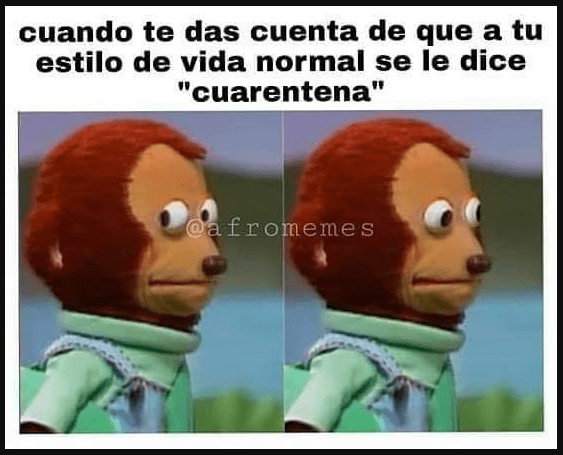 cuando te das cuenta de que a tu
estilo de vida normal se le dice
"cuarentena"
@afromemes